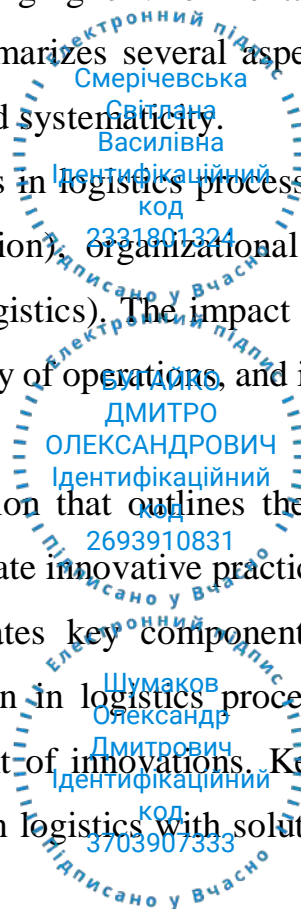 marizes several aspe
d systematicity.
s in logistics process
ion), organizational
gistics). The impact
y of operations, and i
ion that outlines the
ate innovative practic
ates key component
n in logistics proce
t of innovations. Ke
n logistics with solut
Електронний підпис
Смерічевська
Світлана
Василівна
Ідентифікаційний
код
2331801324
Підписано у Вчасно
Електронний підпис
БУГАЙКО
ДМИТРО
ОЛЕКСАНДРОВИЧ
Ідентифікаційний
код
2693910831
Підписано у Вчасно
Електронний підпис
Шумаков
Олександр
Дмитрович
Ідентифікаційний
код
3703907333
Підписано у Вчасно